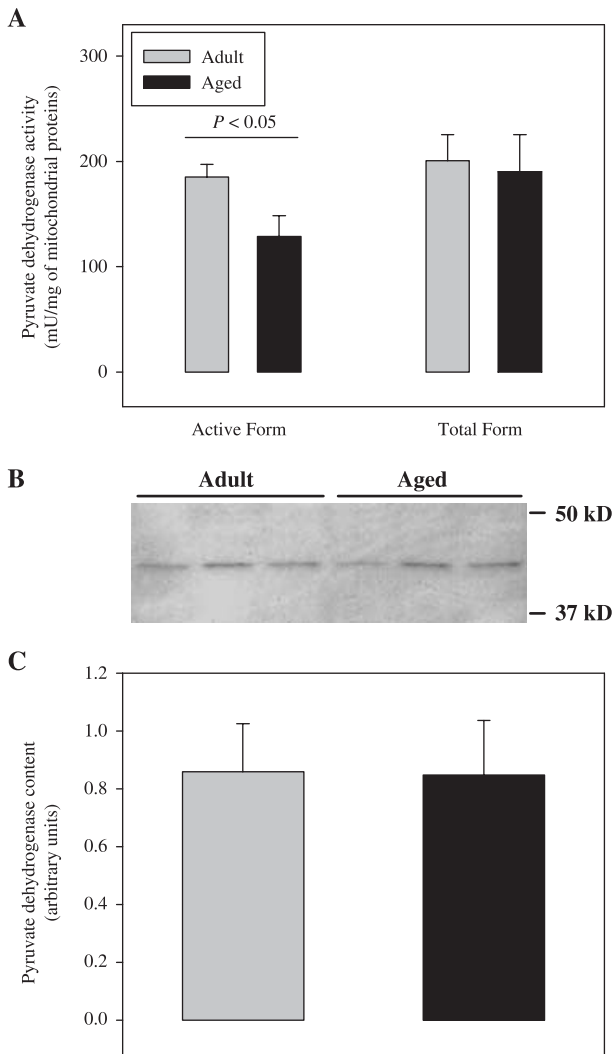 A
Pyruvate dehydrogenase activity
(mU/mg of mitochondrial proteins)
300
200
100
0
Adult
Aged
P < 0.05
Active Form
Total Form
B
Adult
Aged
50 kD
37 kD
C
Pyruvate dehydrogenase content
(arbitrary units)
1.2
1.0
0.8
0.6
0.4
0.2
0.0